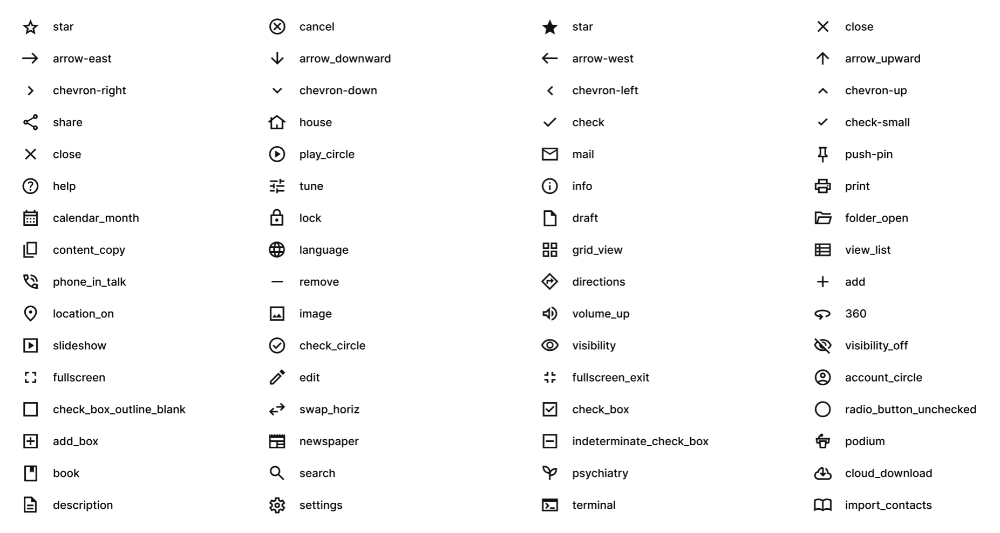 star
cancel
star
close
arrow-east
arrow_downward
arrow-west
arrow_upward
chevron-right
chevron-down
chevron-left
chevron-up
share
house
check
check-small
close
play_circle
mail
push-pin
help
tune
info
print
calendar_month
lock
draft
folder_open
content_copy
language
grid_view
view_list
phone_in_talk
remove
directions
add
location_on
image
volume_up
360
slideshow
check_circle
visibility
visibility_off
fullscreen
edit
fullscreen_exit
account_circle
check_box_outline_blank
swap_horiz
check_box
radio_button_unchecked
add_box
newspaper
indeterminate_check_box
podium
book
search
psychiatry
cloud_download
description
settings
terminal
import_contacts